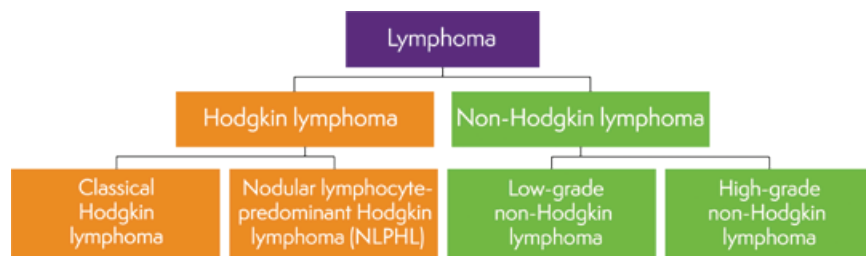 Lymphoma
Hodgkin lymphoma
Non-Hodgkin lymphoma
Classical
Hodgkin
lymphoma
Nodular lymphocyte-
predominant Hodgkin
lymphoma (NLPHL)
Low-grade
non-Hodgkin
lymphoma
High-grade
non-Hodgkin
lymphoma